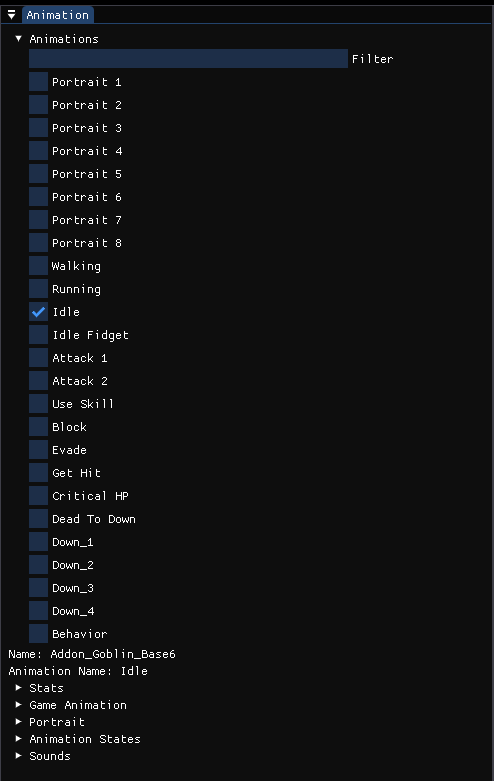 Animation
Animations
Filter
Portrait 1
Portrait 2
Portrait 3
Portrait 4
Portrait 5
Portrait 6
Portrait 7
Portrait 8
Walking
Running
Idle
Idle Fidget
Attack 1
Attack 2
Use Skill
Block
Evade
Get Hit
Critical HP
Dead To Down
Down_1
Down_2
Down_3
Down_4
Behavior
Name: Addon_Goblin_Base6
Animation Name: Idle
Stats
Game Animation
Portrait
Animation States
Sounds